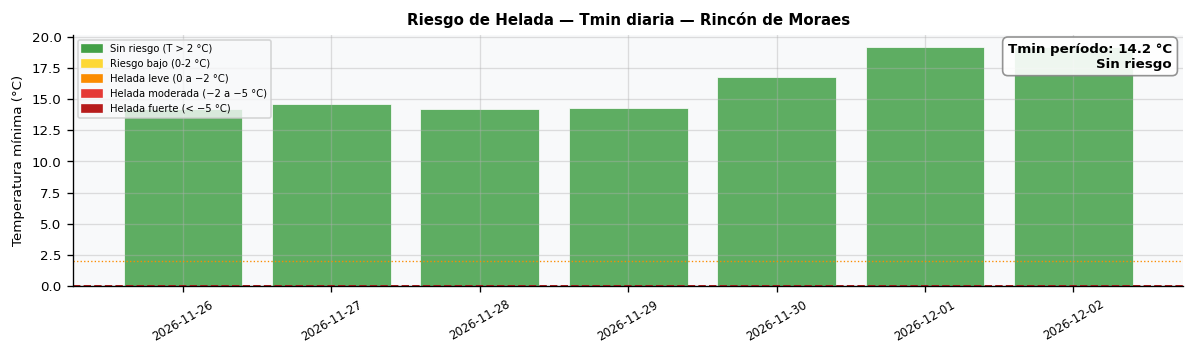 Riesgo de Helada — Tmin diaria — Rincón de Moraes
Sin riesgo (T > 2 °C)
Riesgo bajo (0-2 °C)
Helada leve (0 a −2 °C)
Helada moderada (−2 a −5 °C)
Helada fuerte (< −5 °C)
Tmin período: 14.2 °C
Sin riesgo
Temperatura mínima (°C)
20.0
17.5
15.0
12.5
10.0
7.5
5.0
2.5
0.0
2026-11-26
2026-11-27
2026-11-28
2026-11-29
2026-11-30
2026-12-01
2026-12-02